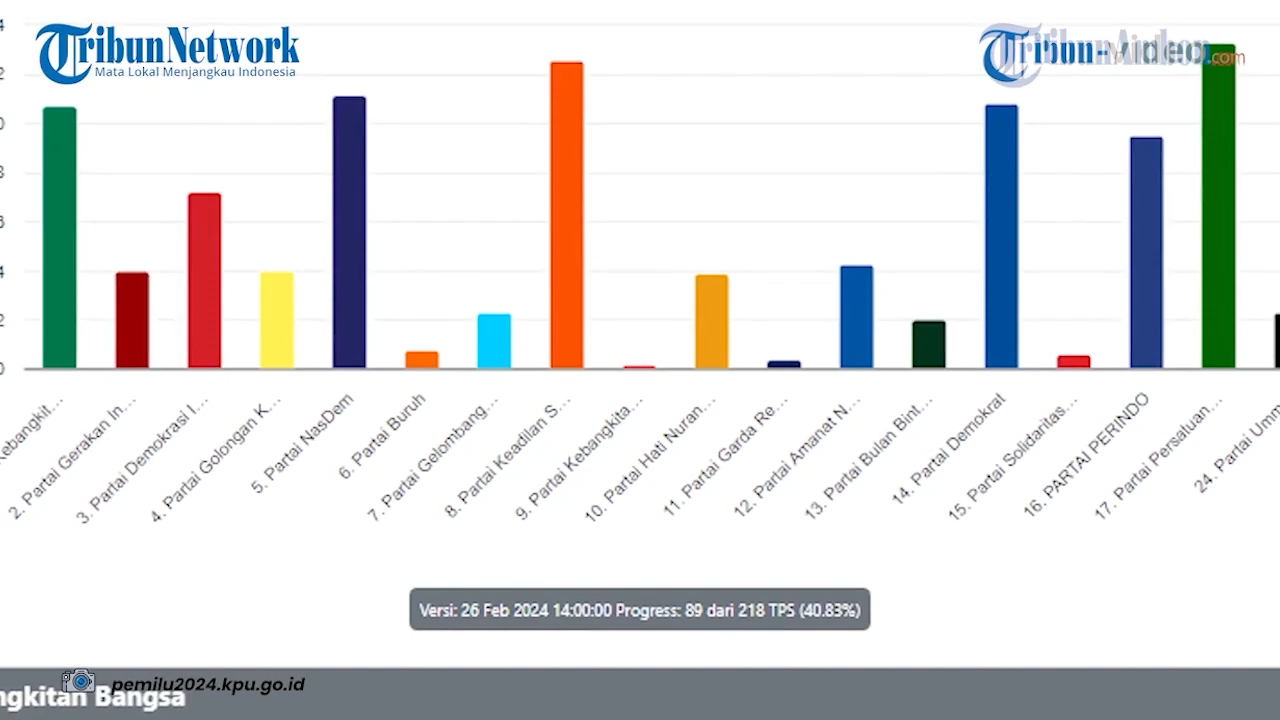 TribunNetwork
Mata Lokal Menjangkau Indonesia
Tribun-video.com
4
2
0
8
6
4
2
0
Kebangkit...
2. Partai Gerakan In...
3. Partai Demokrasi I...
4. Partai Golongan K...
5. Partai NasDem
6. Partai Buruh
7. Partai Gelombang...
8. Partai Keadilan S...
9. Partai Kebangkita...
10. Partai Hati Nuran...
11. Partai Garda Re...
12. Partai Amanat N...
13. Partai Bulan Bint...
14. Partai Demokrat
15. Partai Solidaritas...
16. PARTAI PERINDO
17. Partai Persatuan...
24. Partai Umm
Versi: 26 Feb 2024 14:00:00 Progress: 89 dari 218 TPS (40.83%)
pemilu2024.kpu.go.id
ngkitan Bangsa